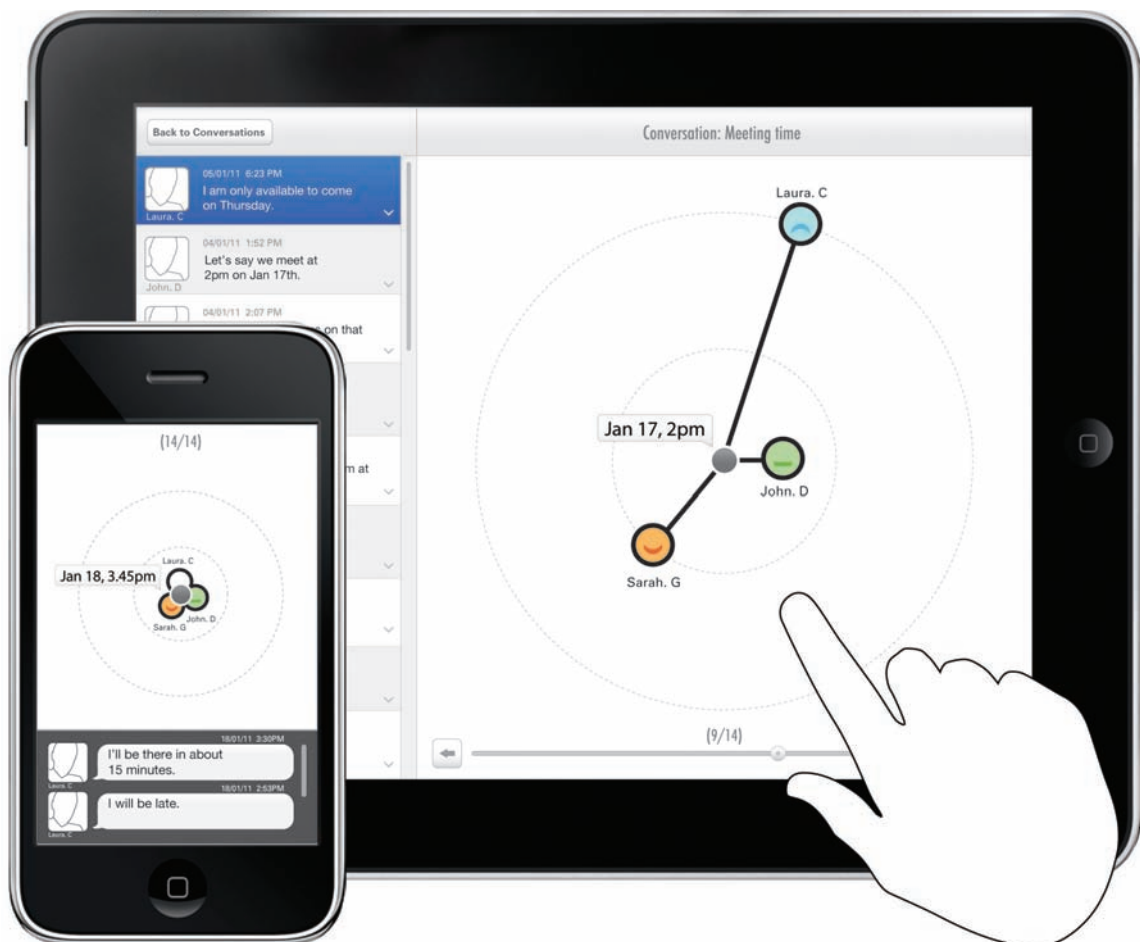 Back to Conversations
Conversation: Meeting time
05/01/11 6:23 PM
I am only available to come
on Thursday.
Laura. C
04/01/11 1:52 PM
Let's say we meet at
2pm on Jan 17th.
John. D
04/01/11 2:07 PM
s on that
m at
Laura. C
Jan 17, 2pm
John. D
Sarah. G
(9/14)
(14/14)
Laura. C
Jan 18, 3.45pm
John. D
Sarah. G
18/01/11 3:30PM
I'll be there in about
15 minutes.
Laura. C
18/01/11 2:53PM
I will be late.
Laura. C